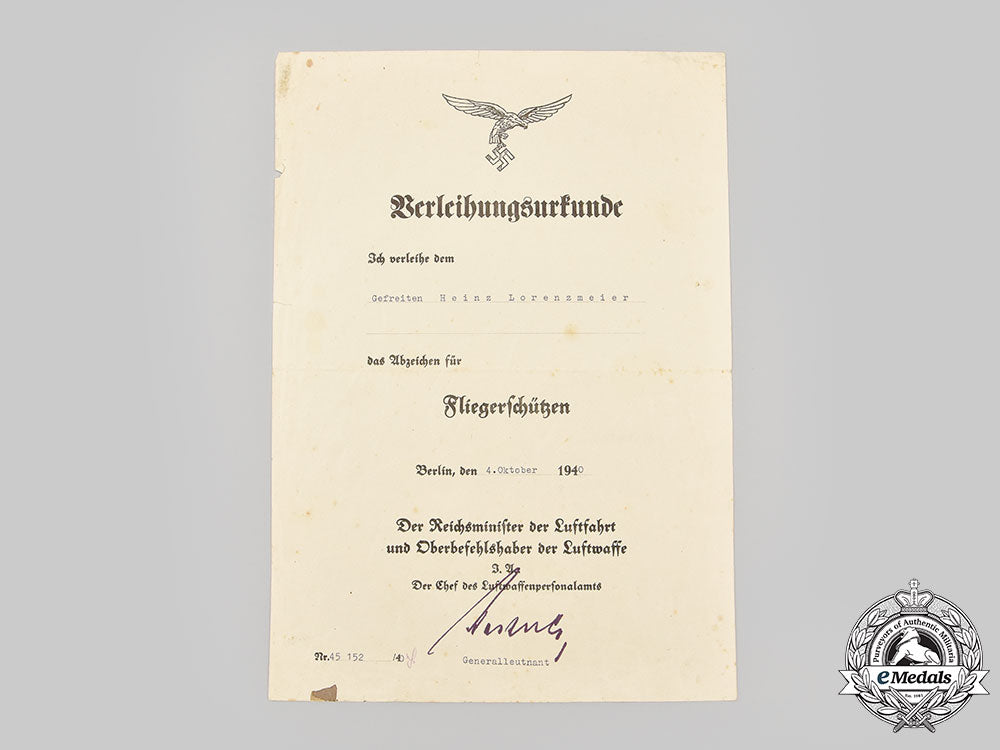 Verleihungsurkunde
Ich verleihe dem
Gefreiten Heinz Lorenzmeier
das Abzeichen für
Fliegerschützen
Berlin, den 4.Oktober 1940
Der Reichsminister der Luftfahrt
und Oberbefehlshaber der Luftwaffe
J. A.
Der Chef des Luftwaffenpersonalamts
Generalleutnant
Nr.45 152 /40
Purveyors of Authentic Militaria
eMedals